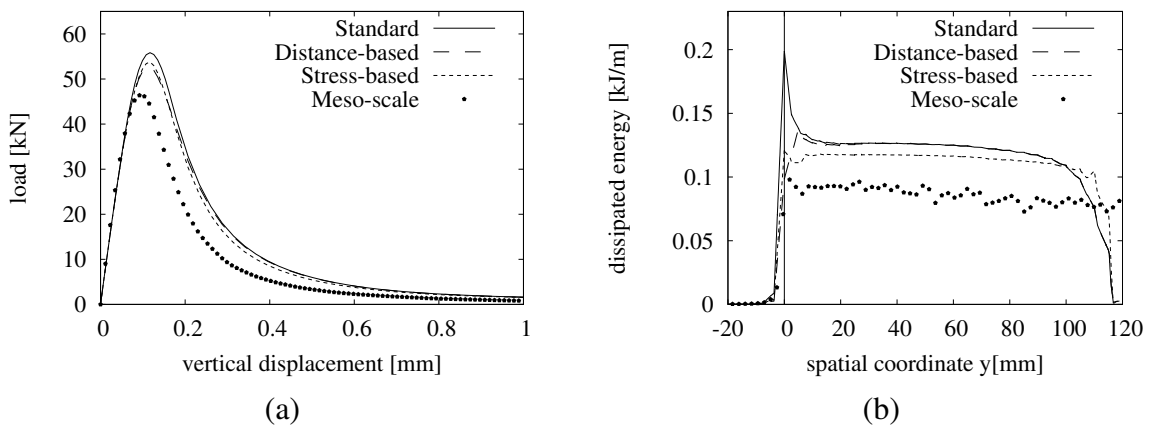 load [kN]
60
50
40
30
20
10
0
0 0.2 0.4 0.6 0.8 1
vertical displacement [mm]
Standard
Distance-based
Stress-based
Meso-scale
(a)
dissipated energy [kJ/m]
0.2
0.15
0.1
0.05
0
-20 0 20 40 60 80 100 120
spatial coordinate y[mm]
Standard
Distance-based
Stress-based
Meso-scale
(b)